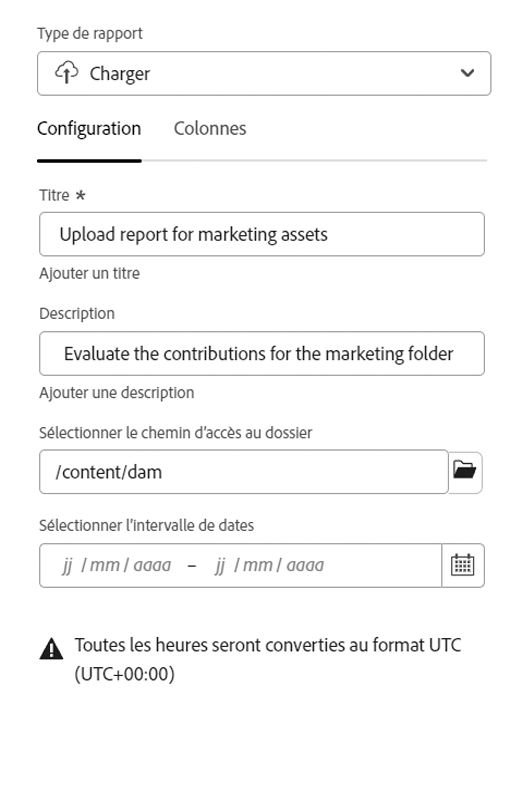 Type de rapport
Charger
Configuration Colonnes
Titre *
Upload report for marketing assets
Ajouter un titre
Description
Evaluate the contributions for the marketing folder
Ajouter une description
Sélectionner le chemin d'accès au dossier
/content/dam
Sélectionner l'intervalle de dates
jj /mm/aaaa – jj /mm/aaaa
Toutes les heures seront converties au format UTC
(UTC+00:00)